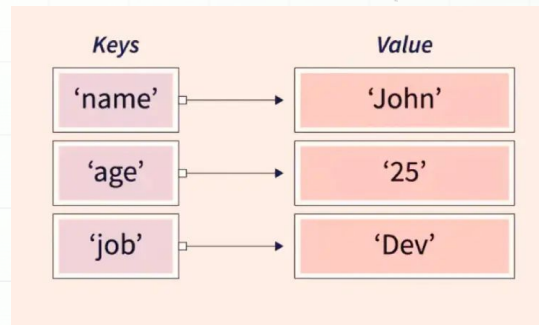 Keys Value
‘name’ ‘John’
‘age’ ‘25’
‘job’ ‘Dev’